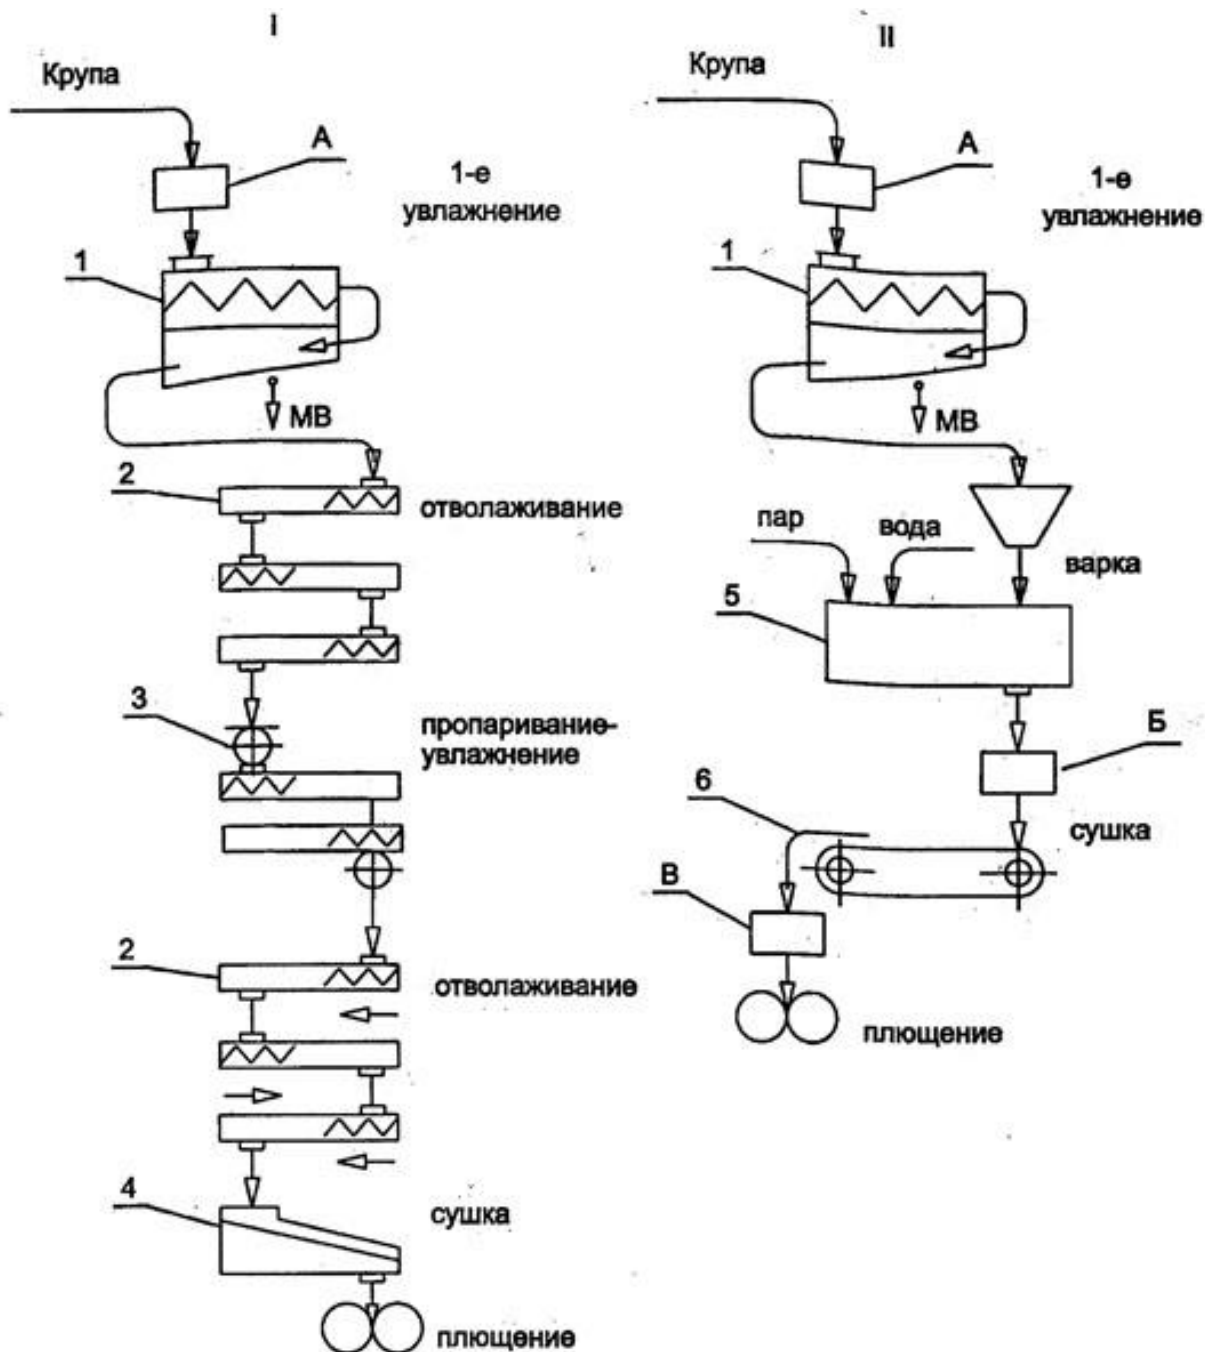 I
Крупа
А
1-е
увлажнение
1
МВ
2
отволаживание
3
пропаривание-
увлажнение
2
отволаживание
4
сушка
плющение
II
Крупа
А
1-е
увлажнение
1
МВ
пар
вода
варка
5
Б
6
сушка
В
плющение